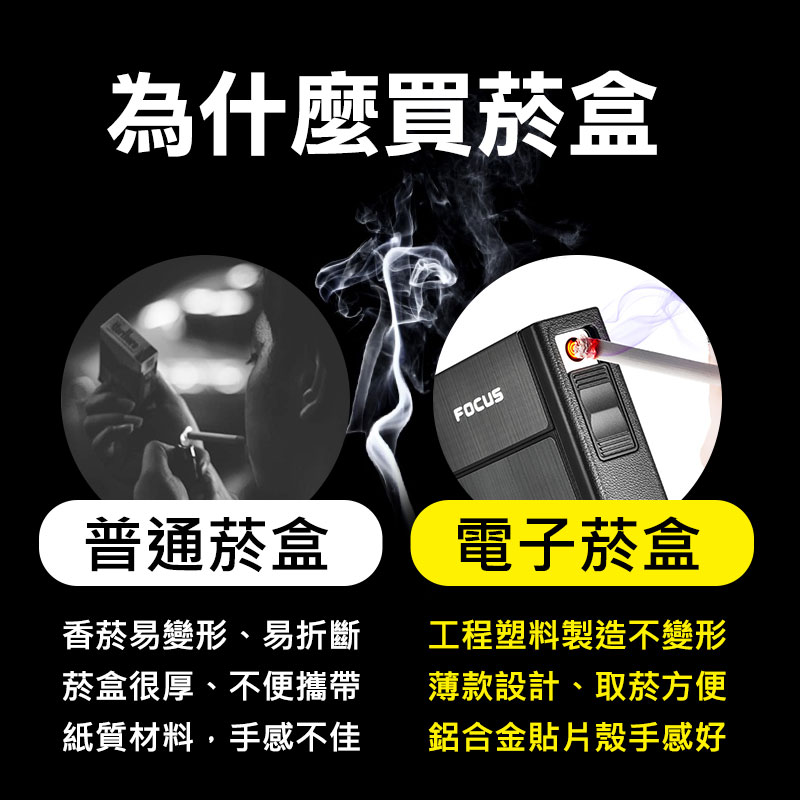 為什麼買菸盒
FOCUS
普通菸盒
電子菸盒
香菸易變形、易折斷
菸盒很厚、不便攜帶
紙質材料，手感不佳
工程塑料製造不變形
薄款設計、取菸方便
鋁合金貼片殼手感好